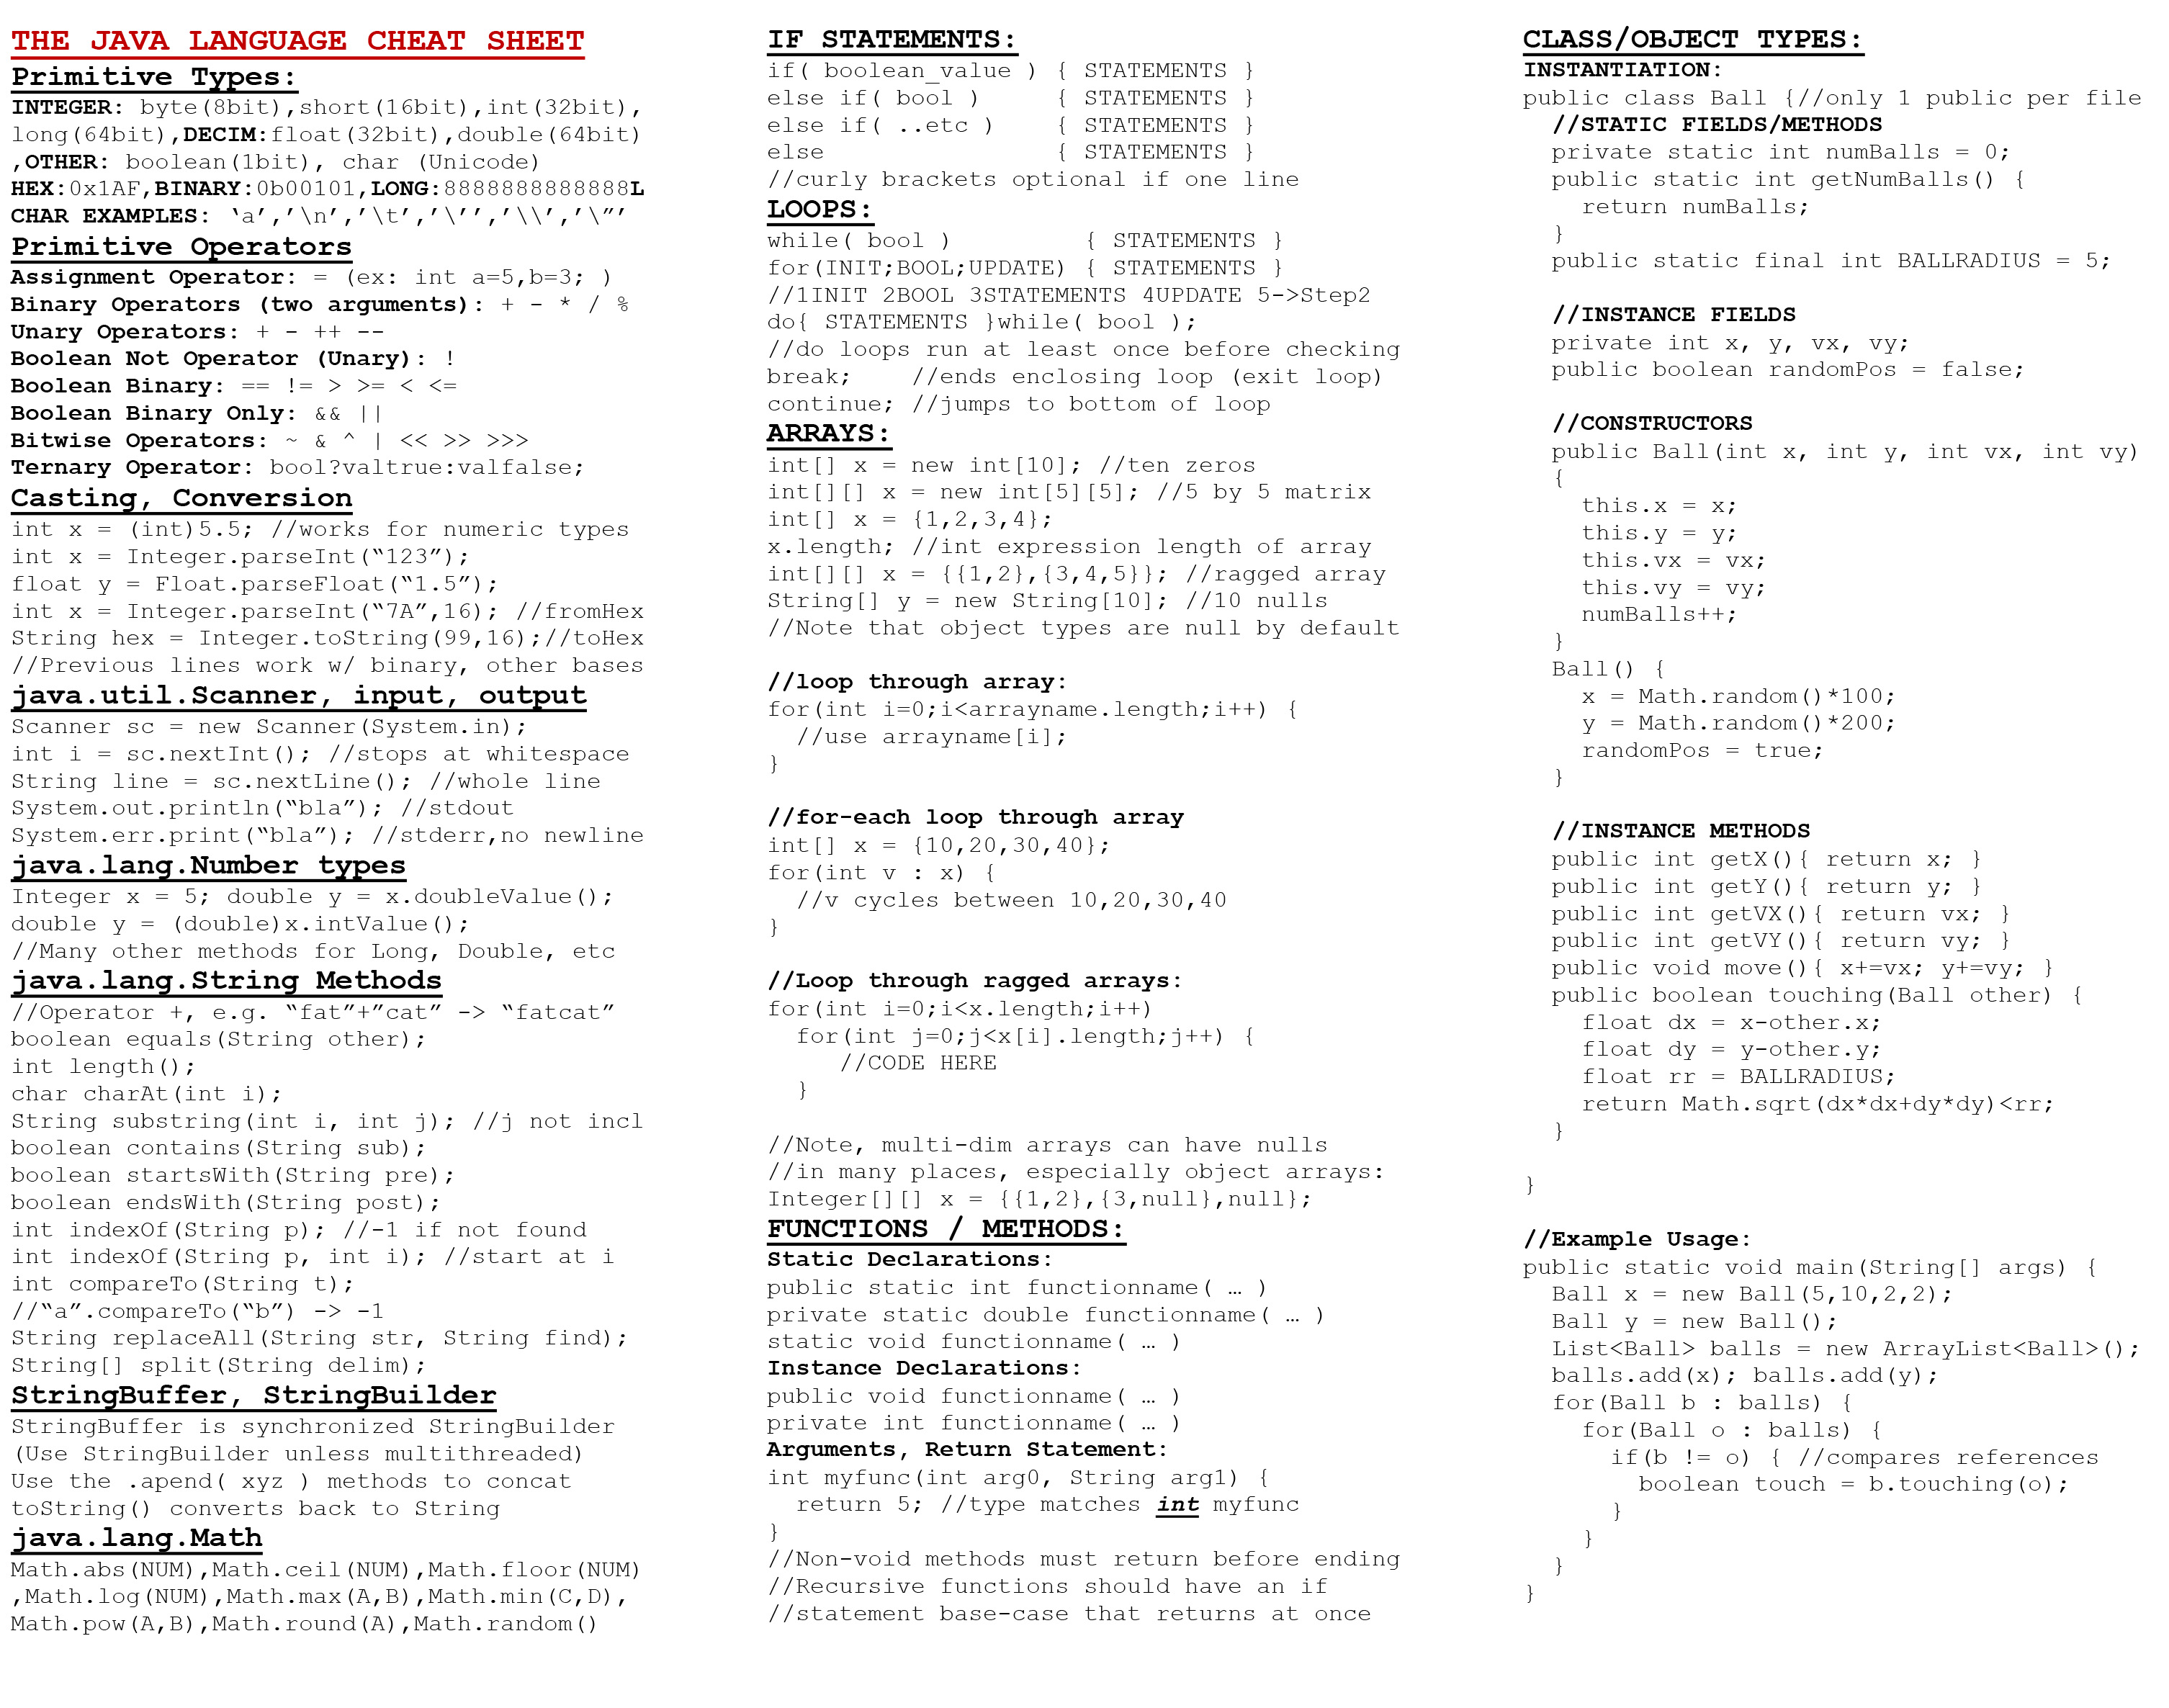 THE JAVA LANGUAGE CHEAT SHEET
Primitive Types:
INTEGER: byte(8bit),short(16bit),int(32bit),
long(64bit),DECIM:float(32bit),double(64bit)
,OTHER: boolean(1bit), char (Unicode)
HEX:0x1AF,BINARY:0b00101,LONG:8888888888888L
CHAR EXAMPLES: ‘a’,’\n’,’\t’,’\’’,’\\’,’\”’
Primitive Operators
Assignment Operator: = (ex: int a=5,b=3; )
Binary Operators (two arguments): + - * / %
Unary Operators: + - ++ --
Boolean Not Operator (Unary): !
Boolean Binary: == != > >= < <=
Boolean Binary Only: && ||
Bitwise Operators: ~ & ^ | << >> >>>
Ternary Operator: bool?valtrue:valfalse;
Casting, Conversion
int x = (int)5.5; //works for numeric types
int x = Integer.parseInt(“123”);
float y = Float.parseFloat(“1.5”);
int x = Integer.parseInt(“7A”,16); //fromHex
String hex = Integer.toString(99,16);//toHex
//Previous lines work w/ binary, other bases
java.util.Scanner, input, output
Scanner sc = new Scanner(System.in);
int i = sc.nextInt(); //stops at whitespace
String line = sc.nextLine(); //whole line
System.out.println(“bla”); //stdout
System.err.print(“bla”); //stderr,no newline
java.lang.Number types
Integer x = 5; double y = x.doubleValue();
double y = (double)x.intValue();
//Many other methods for Long, Double, etc
java.lang.String Methods
//Operator +, e.g. “fat”+”cat” -> “fatcat”
boolean equals(String other);
int length();
char charAt(int i);
String substring(int i, int j); //j not incl
boolean contains(String sub);
boolean startsWith(String pre);
boolean endsWith(String post);
int indexOf(String p); //-1 if not found
int indexOf(String p, int i); //start at i
int compareTo(String t);
//“a”.compareTo(“b”) -> -1
String replaceAll(String str, String find);
String[] split(String delim);
StringBuffer, StringBuilder
StringBuffer is synchronized StringBuilder
(Use StringBuilder unless multithreaded)
Use the .apend( xyz ) methods to concat
toString() converts back to String
java.lang.Math
Math.abs(NUM),Math.ceil(NUM),Math.floor(NUM)
,Math.log(NUM),Math.max(A,B),Math.min(C,D),
Math.pow(A,B),Math.round(A),Math.random()
IF STATEMENTS:
if( boolean_value ) { STATEMENTS }
else if( bool )     { STATEMENTS }
else if( ..etc )    { STATEMENTS }
else                { STATEMENTS }
//curly brackets optional if one line
LOOPS:
while( bool )         { STATEMENTS }
for(INIT;BOOL;UPDATE) { STATEMENTS }
//1INIT 2BOOL 3STATEMENTS 4UPDATE 5->Step2
do{ STATEMENTS }while( bool );
//do loops run at least once before checking
break;    //ends enclosing loop (exit loop)
continue; //jumps to bottom of loop
ARRAYS:
int[] x = new int[10]; //ten zeros
int[][] x = new int[5][5]; //5 by 5 matrix
int[] x = {1,2,3,4};
x.length; //int expression length of array
int[][] x = {{1,2},{3,4,5}}; //ragged array
String[] y = new String[10]; //10 nulls
//Note that object types are null by default
//loop through array:
for(int i=0;i<arrayname.length;i++) {
  //use arrayname[i];
}
//for-each loop through array
int[] x = {10,20,30,40};
for(int v : x) {
  //v cycles between 10,20,30,40
}
//Loop through ragged arrays:
for(int i=0;i<x.length;i++)
  for(int j=0;j<x[i].length;j++) {
     //CODE HERE
  }
//Note, multi-dim arrays can have nulls
//in many places, especially object arrays:
Integer[][] x = {{1,2},{3,null},null};
FUNCTIONS / METHODS:
Static Declarations:
public static int functionname( … )
private static double functionname( … )
static void functionname( … )
Instance Declarations:
public void functionname( … )
private int functionname( … )
Arguments, Return Statement:
int myfunc(int arg0, String arg1) {
  return 5; //type matches int myfunc
}
//Non-void methods must return before ending
//Recursive functions should have an if
//statement base-case that returns at once
CLASS/OBJECT TYPES:
INSTANTIATION:
public class Ball {//only 1 public per file
  //STATIC FIELDS/METHODS
  private static int numBalls = 0;
  public static int getNumBalls() {
    return numBalls;
  }
  public static final int BALLRADIUS = 5;
  //INSTANCE FIELDS
  private int x, y, vx, vy;
  public boolean randomPos = false;
  //CONSTRUCTORS
  public Ball(int x, int y, int vx, int vy)
  {
    this.x = x;
    this.y = y;
    this.vx = vx;
    this.vy = vy;
    numBalls++;
  }
  Ball() {
    x = Math.random()*100;
    y = Math.random()*200;
    randomPos = true;
  }
  //INSTANCE METHODS
  public int getX(){ return x; }
  public int getY(){ return y; }
  public int getVX(){ return vx; }
  public int getVY(){ return vy; }
  public void move(){ x+=vx; y+=vy; }
  public boolean touching(Ball other) {
    float dx = x-other.x;
    float dy = y-other.y;
    float rr = BALLRADIUS;
    return Math.sqrt(dx*dx+dy*dy)<rr;
  }
}
//Example Usage:
public static void main(String[] args) {
  Ball x = new Ball(5,10,2,2);
  Ball y = new Ball();
  List<Ball> balls = new ArrayList<Ball>();
  balls.add(x); balls.add(y);
  for(Ball b : balls) {
    for(Ball o : balls) {
      if(b != o) { //compares references
        boolean touch = b.touching(o);
      }
    }
  }
}